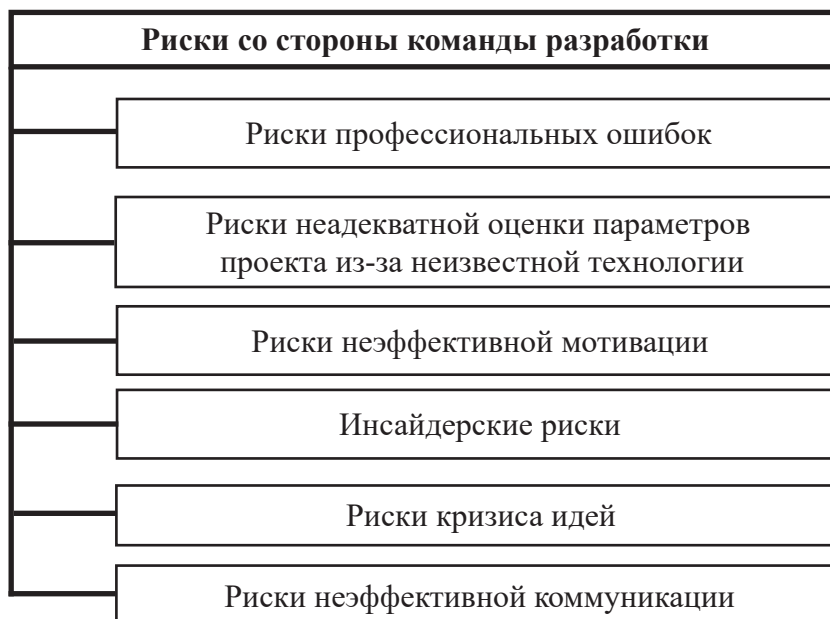 Риски со стороны команды разработки
Риски профессиональных ошибок
Риски неадекватной оценки параметров
проекта из-за неизвестной технологии
Риски неэффективной мотивации
Инсайдерские риски
Риски кризиса идей
Риски неэффективной коммуникации